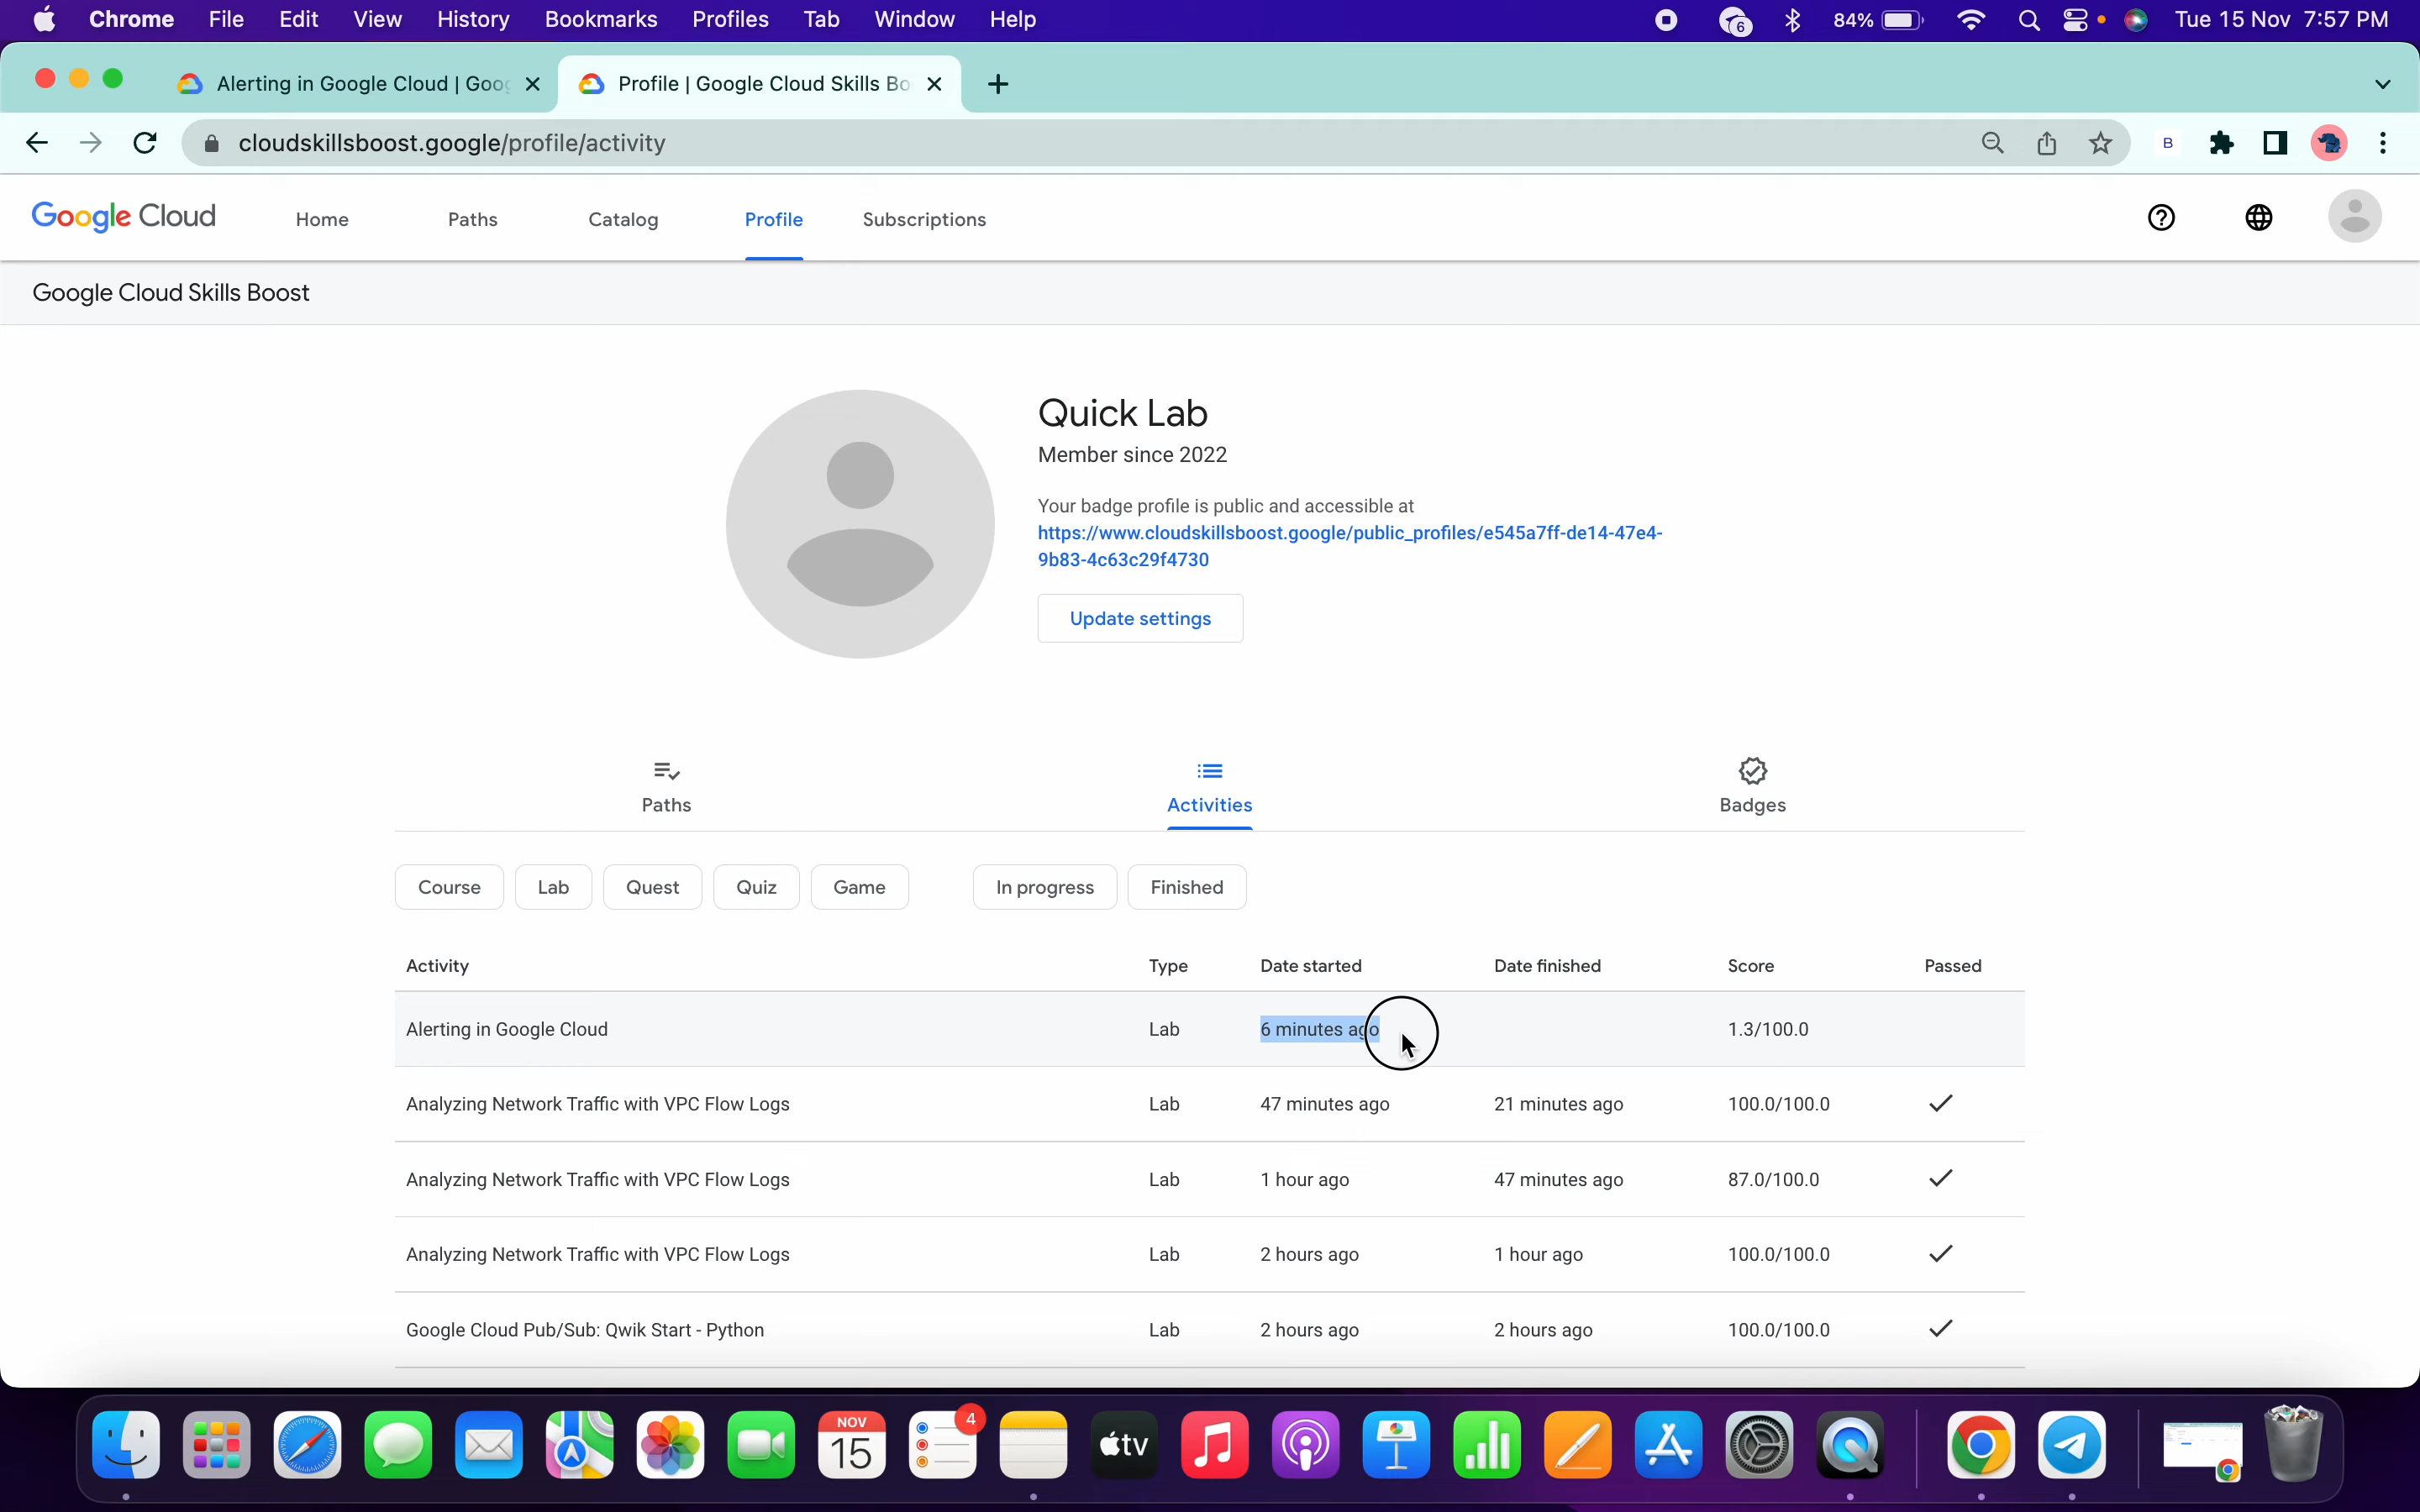 Chrome File Edit View History Bookmarks Profiles Tab Window Help 6 84% Tue 15 Nov 7:57 PM
Alerting in Google Cloud | Goog Profile | Google Cloud Skills Bo
cloudskillsboost.google/profile/activity B
Google Cloud Home Paths Catalog Profile Subscriptions
Google Cloud Skills Boost
Quick Lab
Member since 2022
Your badge profile is public and accessible at
https://www.cloudskillsboost.google/public_profiles/e545a7ff-de14-47e4-
9b83-4c63c29f4730
Update settings
Paths Activities Badges
Course Lab Quest Quiz Game In progress Finished
Activity Type Date started Date finished Score Passed
Alerting in Google Cloud Lab 6 minutes ago 1.3/100.0
Analyzing Network Traffic with VPC Flow Logs Lab 47 minutes ago 21 minutes ago 100.0/100.0
Analyzing Network Traffic with VPC Flow Logs Lab 1 hour ago 47 minutes ago 87.0/100.0
Analyzing Network Traffic with VPC Flow Logs Lab 2 hours ago 1 hour ago 100.0/100.0
Google Cloud Pub/Sub: Qwik Start - Python Lab 2 hours ago 2 hours ago 100.0/100.0
NOV 4
15 tv